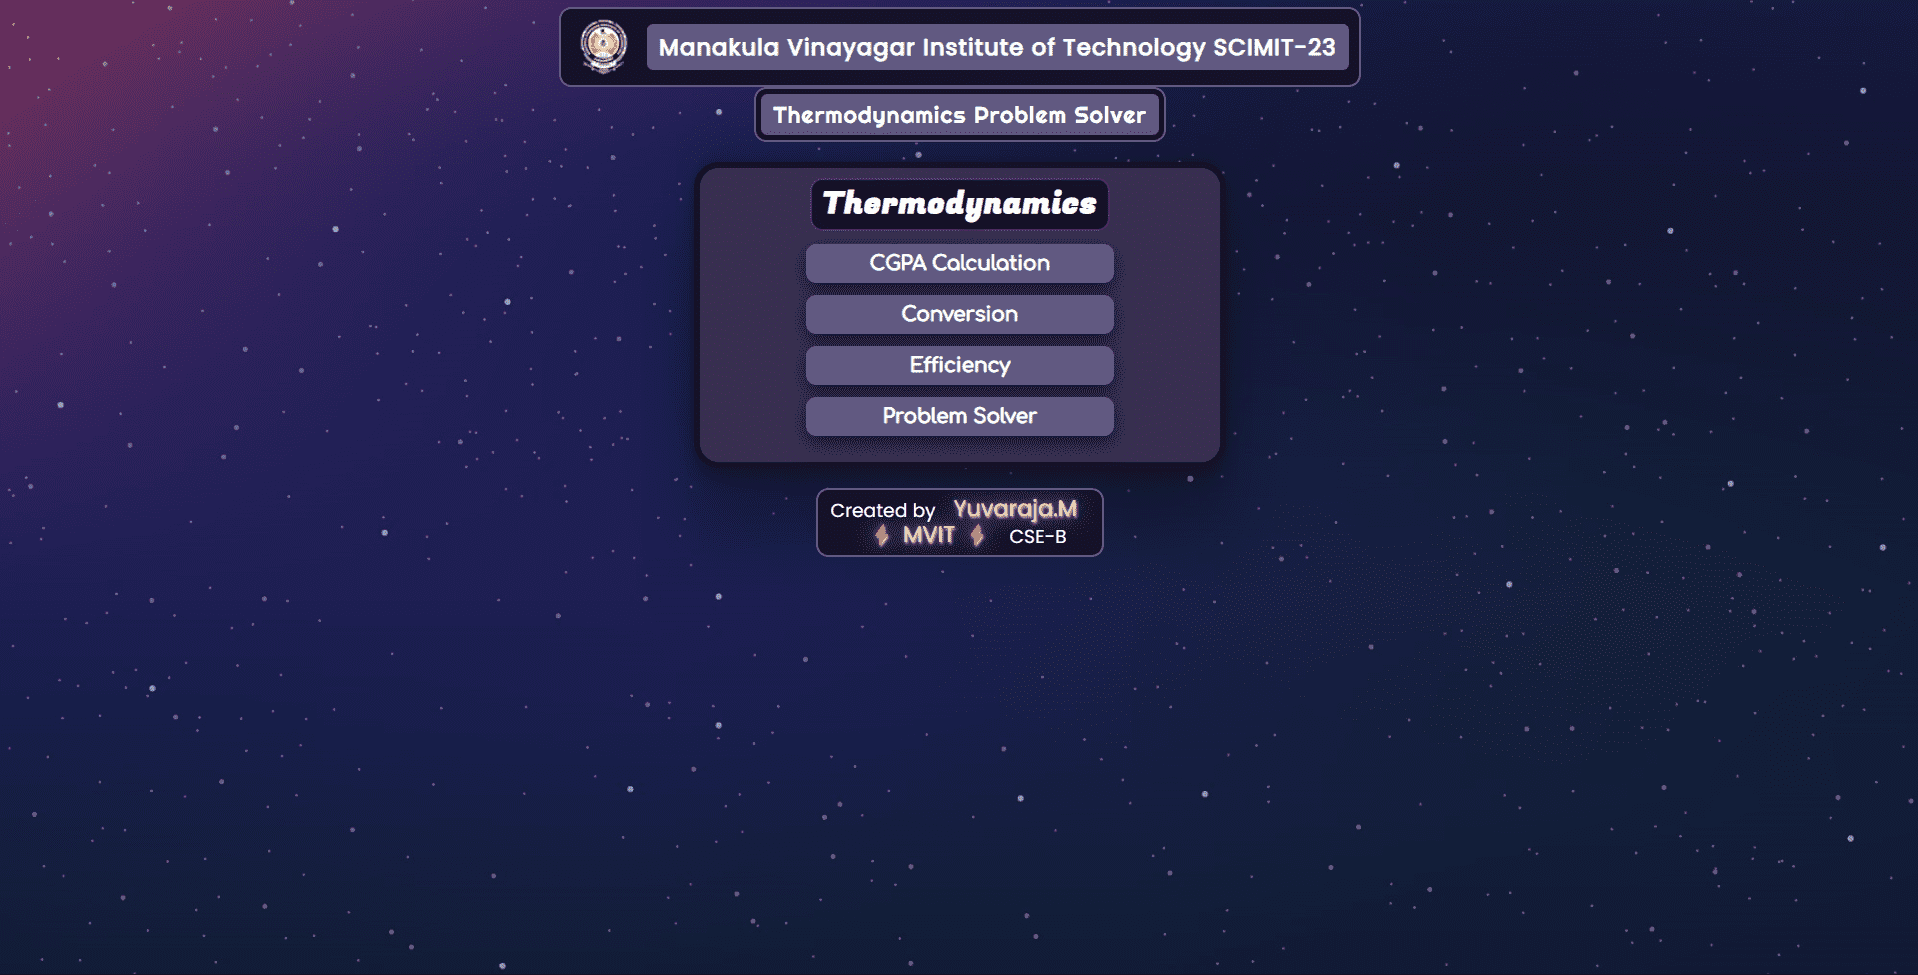 Manakula Vinayagar Institute of Technology SCIMIT-23
Thermodynamics Problem Solver
Thermodynamics
CGPA Calculation
Conversion
Efficiency
Problem Solver
Created by Yuvaraja.M
MVIT CSE-B